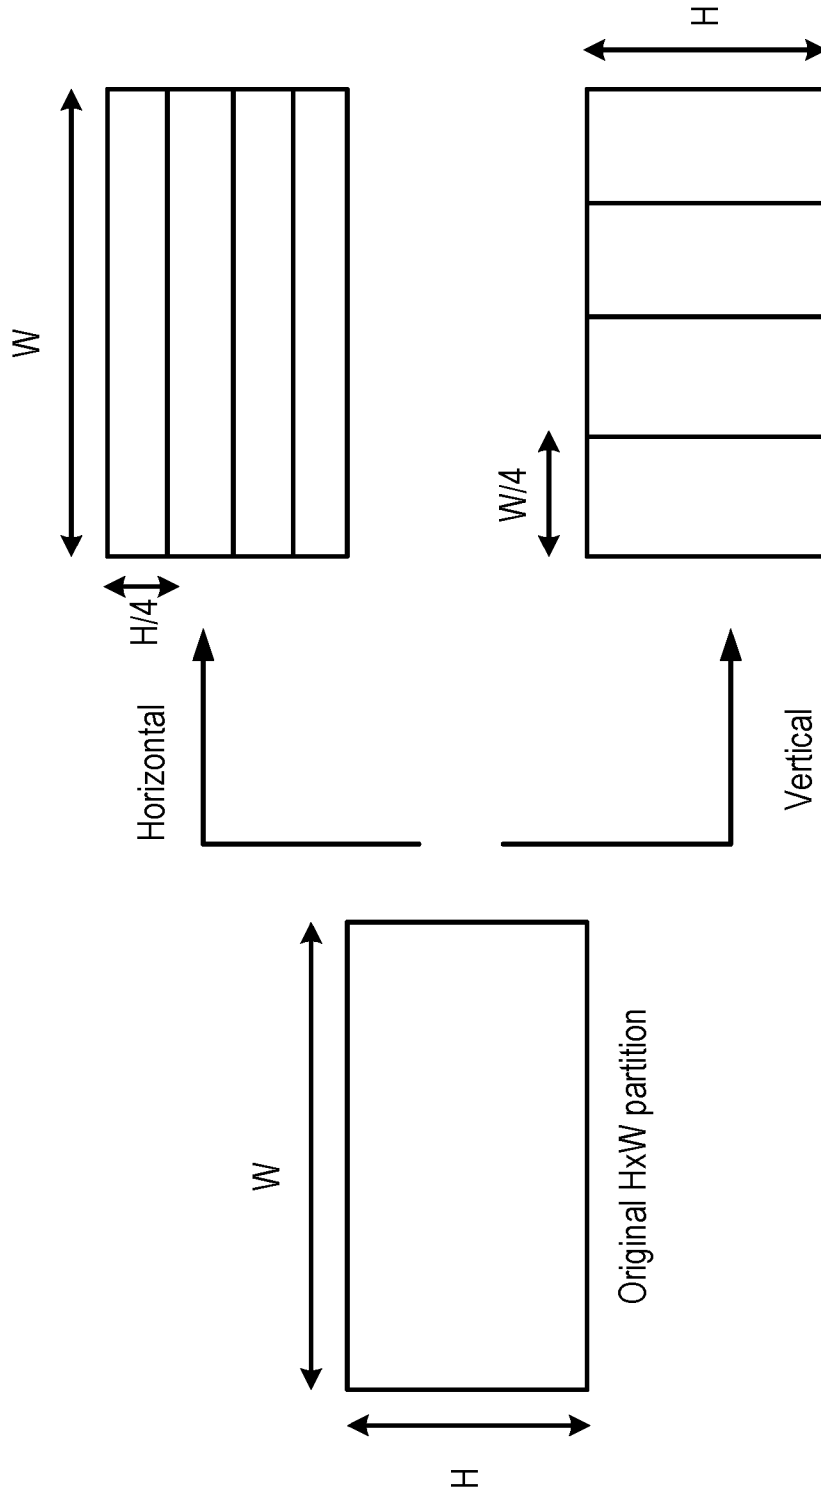 W
H
Original HxW partition
Horizontal
Vertical
W
H/4
W/4
H